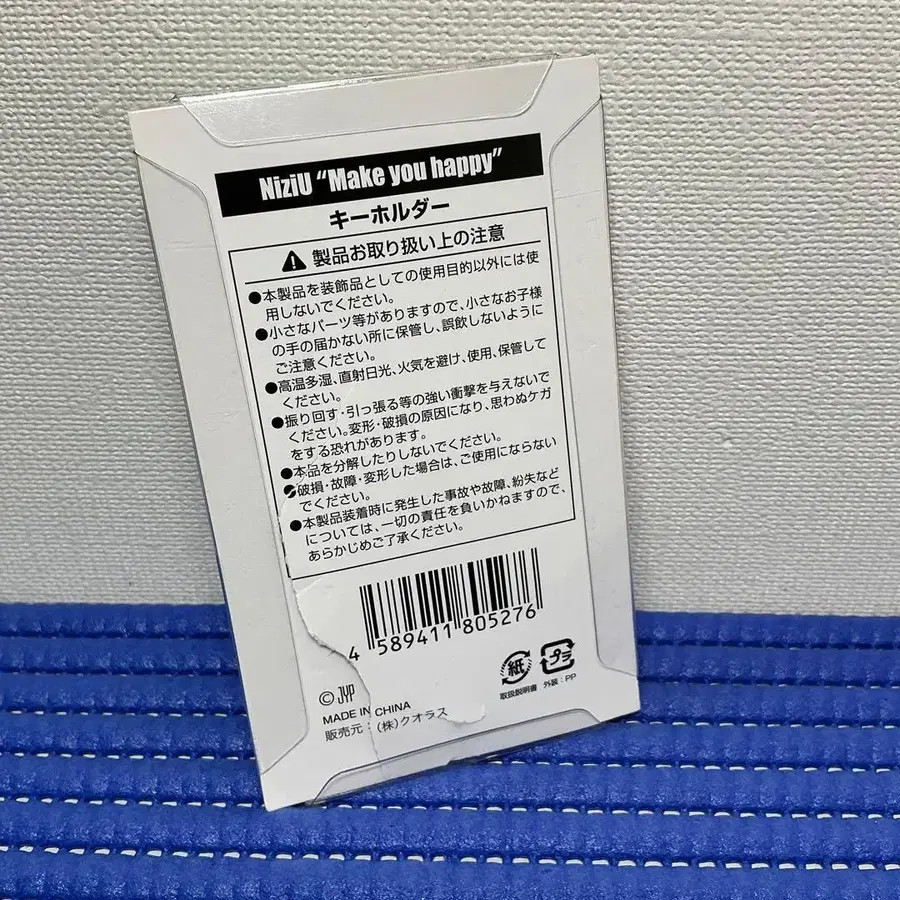 NiziU “Make you happy”
キーホルダー
製品お取り扱い上の注意
●本製品を装飾品としての使用目的以外には使
用しないでください。
●小さなパーツ等がありますので、小さなお子様
の手の届かない所に保管し、誤飲しないように
ご注意ください。
●高温多湿、直射日光、火気を避け、使用、保管して
ください。
●振り回す・引っ張る等の強い衝撃を与えないで
ください。変形・破損の原因になり、思わぬケガ
をする恐れがあります。
●本品を分解したりしないでください。
●破損・故障・変形した場合は、ご使用にならない
でください。
●本製品装着時に発生した事故や故障、紛失など
については、一切の責任を負いかねますので、
あらかじめご了承ください。
4 589411 805276
紙 プラ
取扱説明書 外装：PP
© JYP
MADE IN CHINA
販売元：(株)クオラス